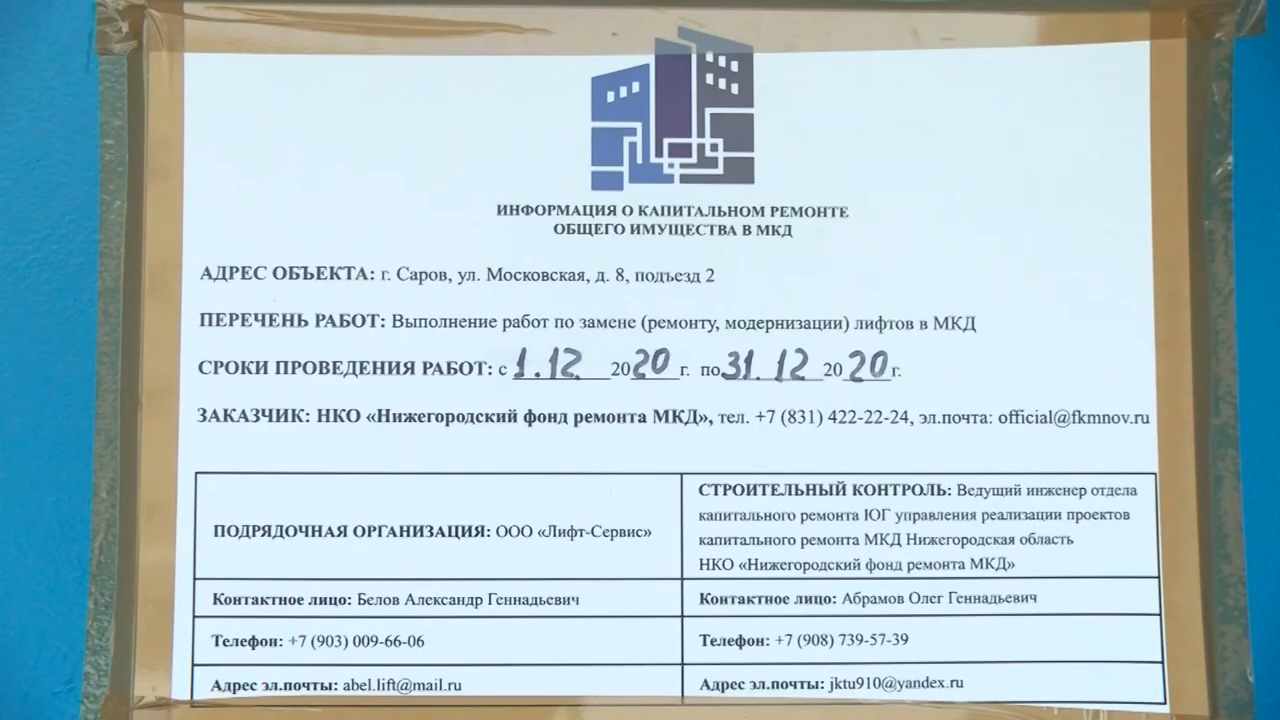 ИНФОРМАЦИЯ О КАПИТАЛЬНОМ РЕМОНТЕ
ОБЩЕГО ИМУЩЕСТВА В МКД
АДРЕС ОБЪЕКТА: г. Саров, ул. Московская, д. 8, подъезд 2
ПЕРЕЧЕНЬ РАБОТ: Выполнение работ по замене (ремонту, модернизации) лифтов в МКД
СРОКИ ПРОВЕДЕНИЯ РАБОТ: с 1.12 2020 г. по 31.12 2020 г.
ЗАКАЗЧИК: НКО «Нижегородский фонд ремонта МКД», тел. +7 (831) 422-22-24, эл.почта: official@fkmnov.ru
ПОДРЯДОЧНАЯ ОРГАНИЗАЦИЯ: ООО «Лифт-Сервис»
СТРОИТЕЛЬНЫЙ КОНТРОЛЬ: Ведущий инженер отдела
капитального ремонта ЮГ управления реализации проектов
капитального ремонта МКД Нижегородская область
НКО «Нижегородский фонд ремонта МКД»
Контактное лицо: Белов Александр Геннадьевич
Контактное лицо: Абрамов Олег Геннадьевич
Телефон: +7 (903) 009-66-06
Телефон: +7 (908) 739-57-39
Адрес эл.почты: abel.lift@mail.ru
Адрес эл.почты: jktu910@yandex.ru